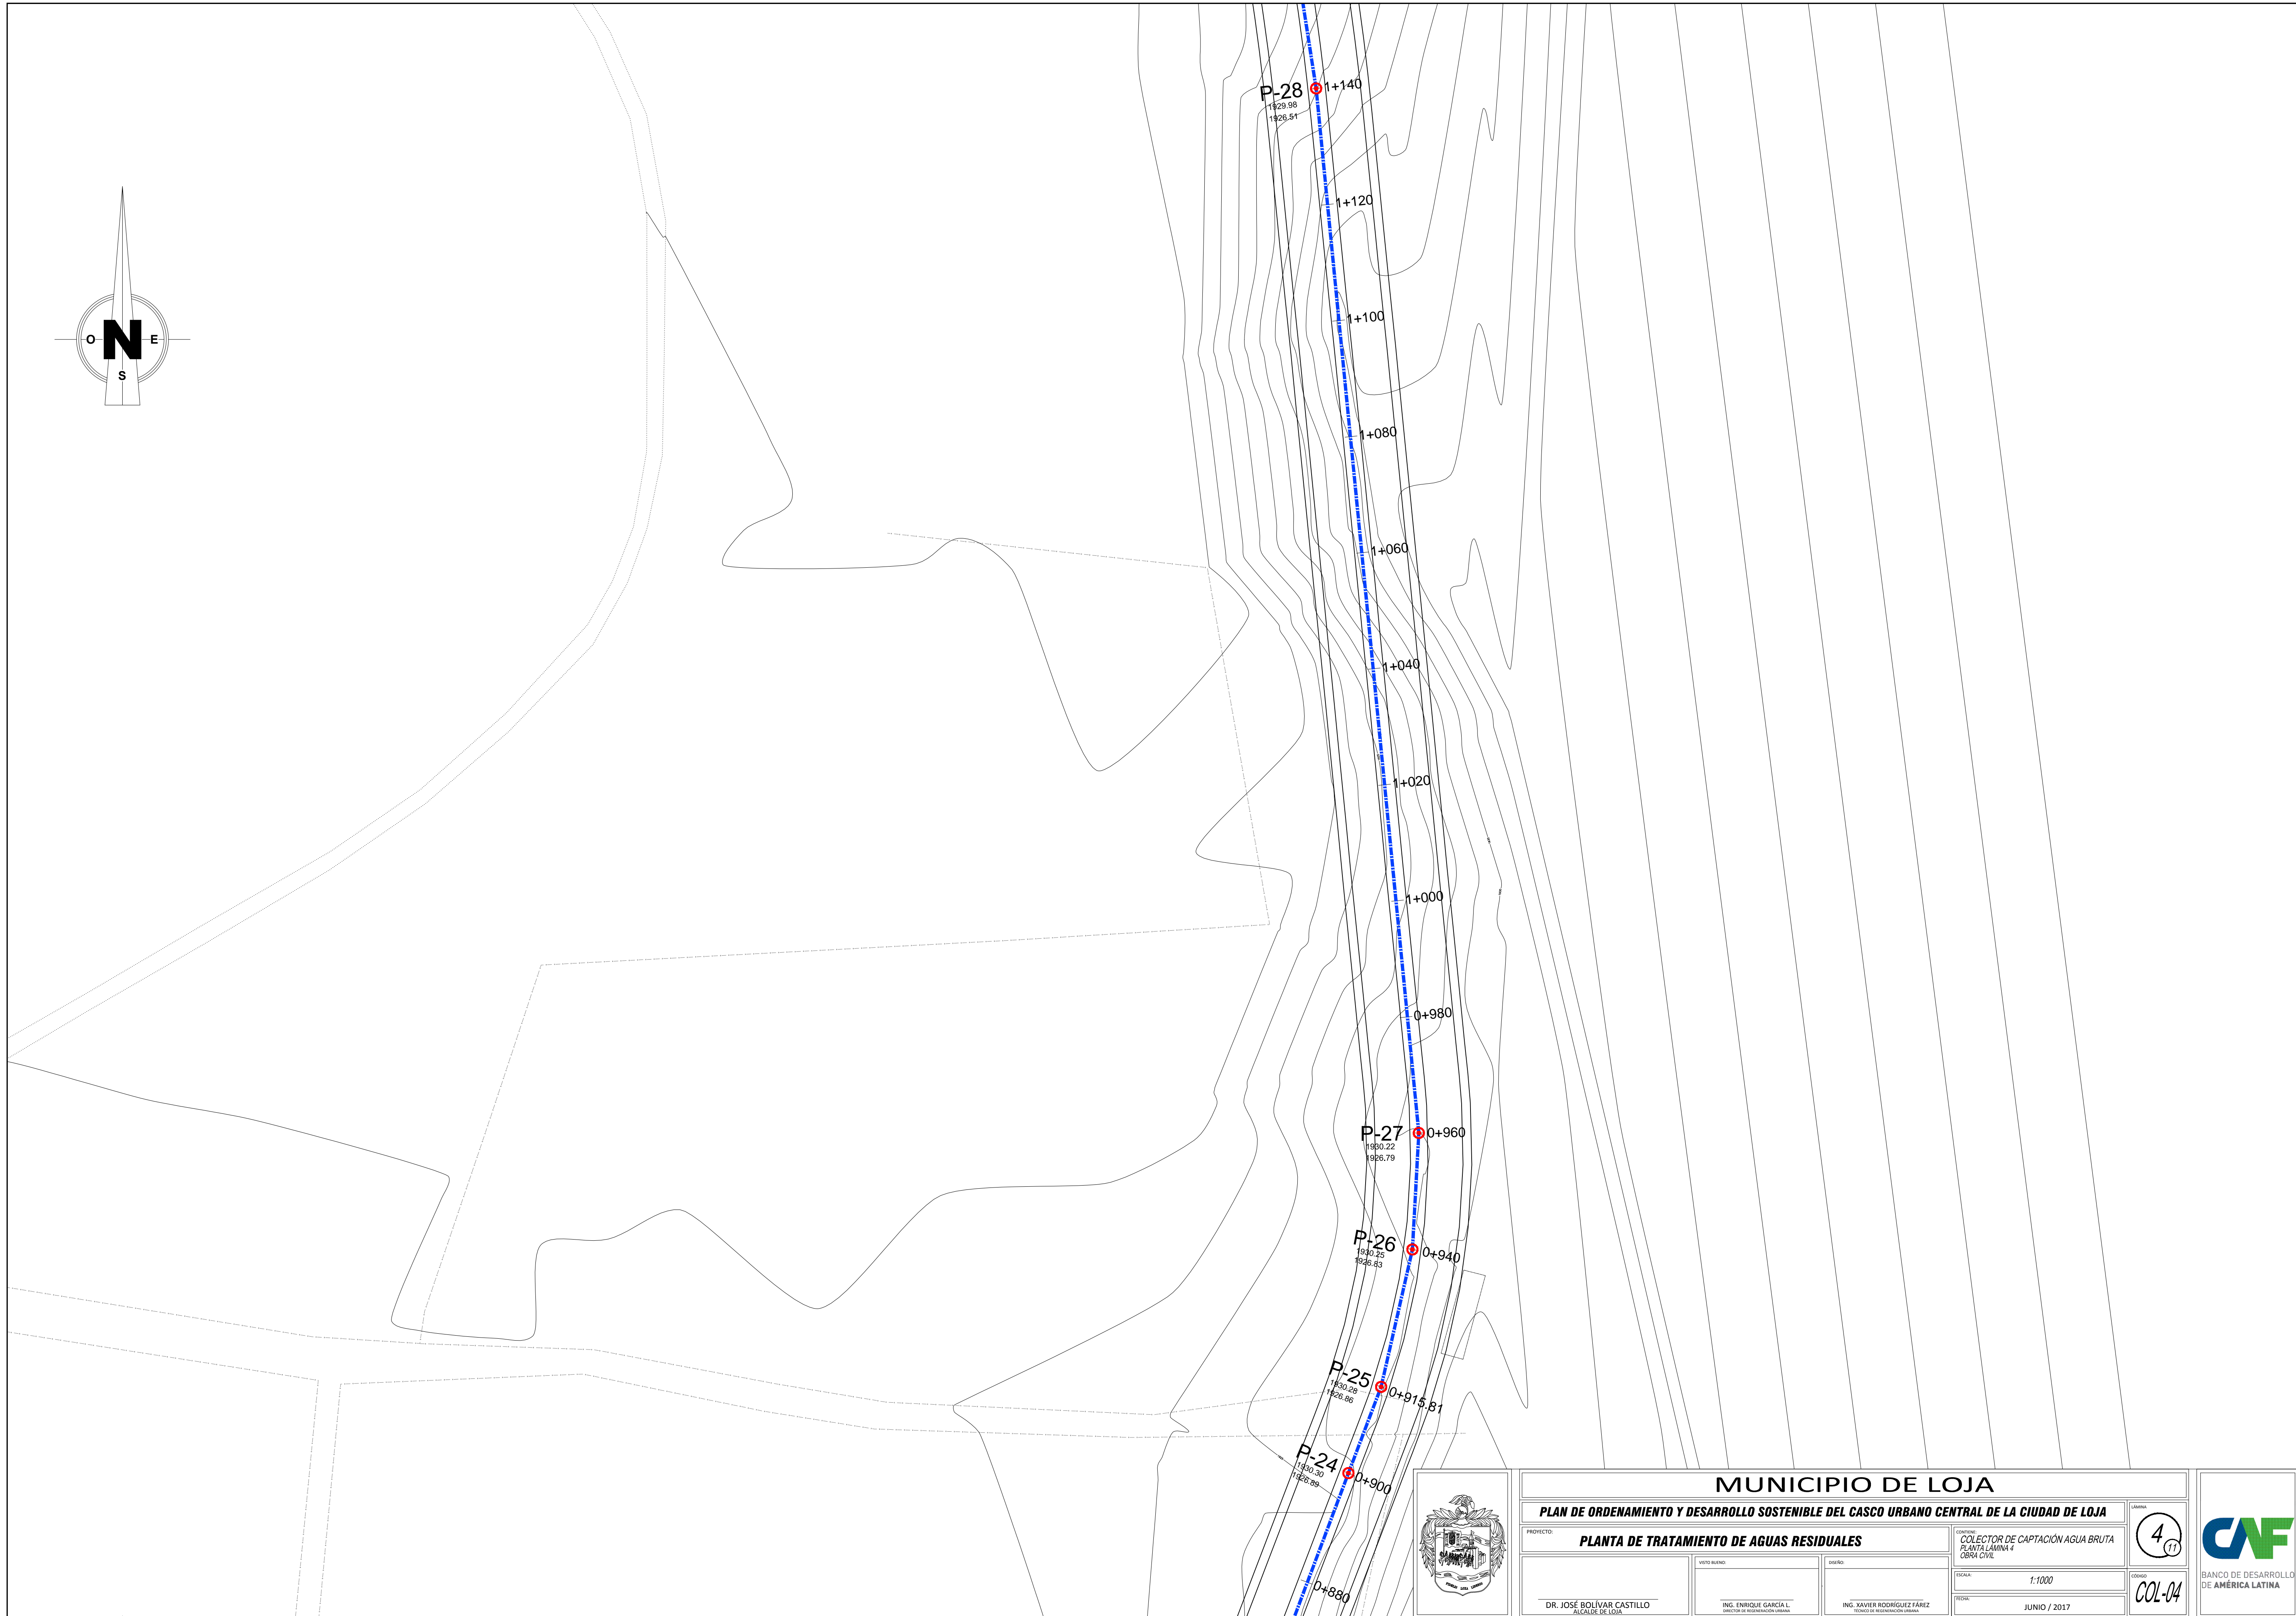 P-28 1+140
1929.98
1926.51
1+120
N
O E
S
1+100
1+080
1+060
1+040
1+020
1+000
0+980
P-27 0+960
1930.22
1926.79
P-26 0+940
1930.25
1926.83
P-25 0+915.81
1930.28
1926.86
P-24 0+900
1930.30
1926.89
0+880
MUNICIPIO DE LOJA
PLAN DE ORDENAMIENTO Y DESARROLLO SOSTENIBLE DEL CASCO URBANO CENTRAL DE LA CIUDAD DE LOJA
PROYECTO:
PLANTA DE TRATAMIENTO DE AGUAS RESIDUALES
CONTIENE:
COLECTOR DE CAPTACIÓN AGUA BRUTA
PLANTA LÁMINA 4
OBRA CIVIL
LÁMINA
4
11
VISTO BUENO:
DISEÑO:
ESCALA:
1:1000
CÓDIGO
COL-04
FECHA:
JUNIO / 2017
DR. JOSÉ BOLÍVAR CASTILLO
ALCALDE DE LOJA
ING. ENRIQUE GARCÍA L.
DIRECTOR DE REGENERACIÓN URBANA
ING. XAVIER RODRÍGUEZ FÁREZ
TÉCNICO DE REGENERACIÓN URBANA
CAF
BANCO DE DESARROLLO
DE AMÉRICA LATINA